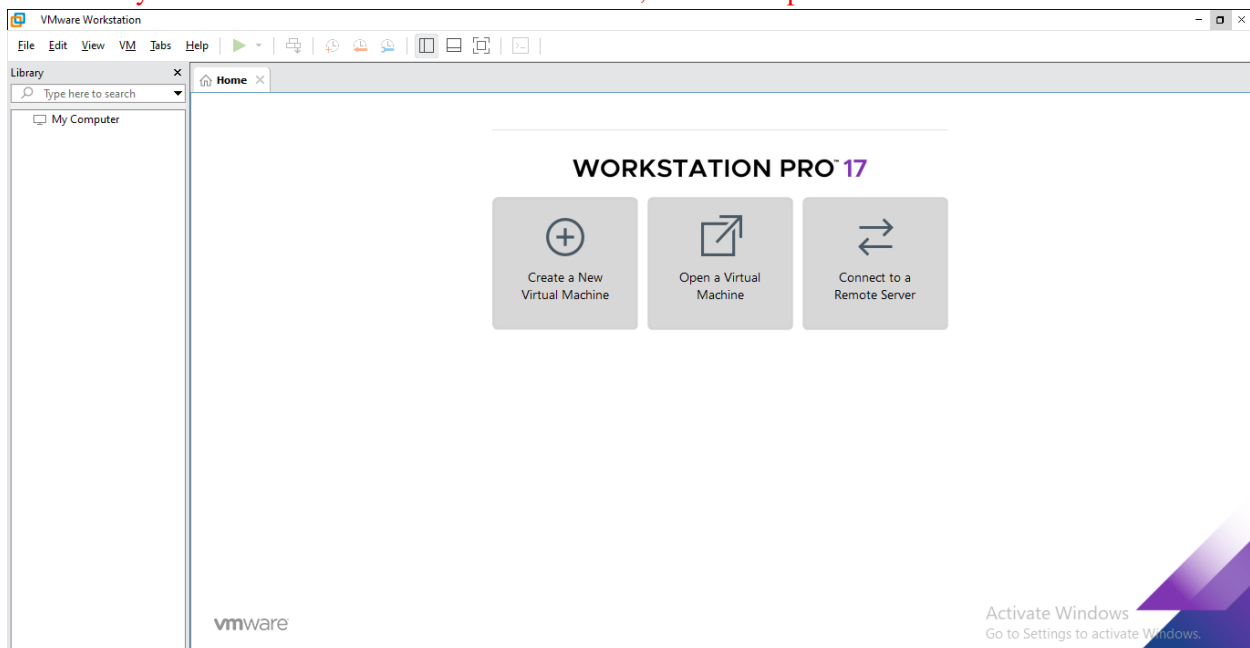 VMware Workstation
File Edit View VM Tabs Help
Library
Home
Type here to search
My Computer
WORKSTATION PRO™ 17
Create a New
Virtual Machine
Open a Virtual
Machine
Connect to a
Remote Server
vmware
Activate Windows
Go to Settings to activate Windows.